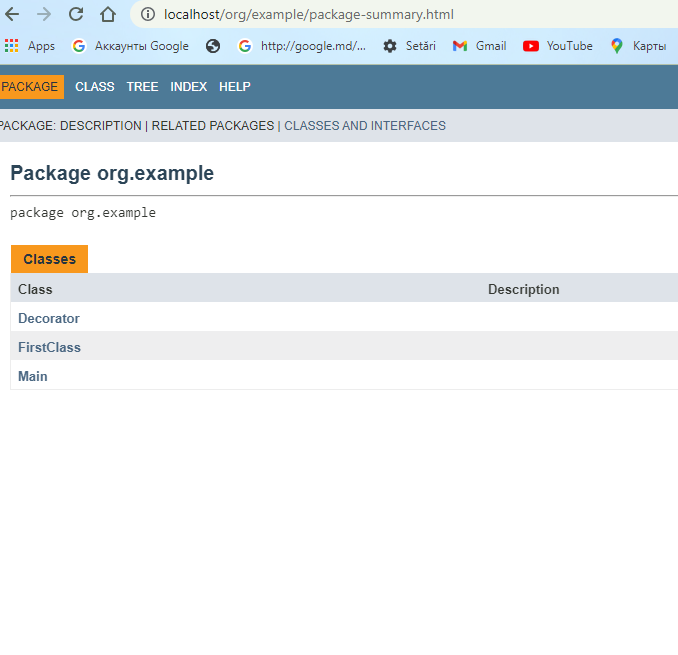 localhost/org/example/package-summary.html
Apps Аккаунты Google http://google.md/... Setări Gmail YouTube Карты
PACKAGE CLASS TREE INDEX HELP
PACKAGE: DESCRIPTION | RELATED PACKAGES | CLASSES AND INTERFACES
Package org.example
package org.example
Classes
Class Description
Decorator
FirstClass
Main